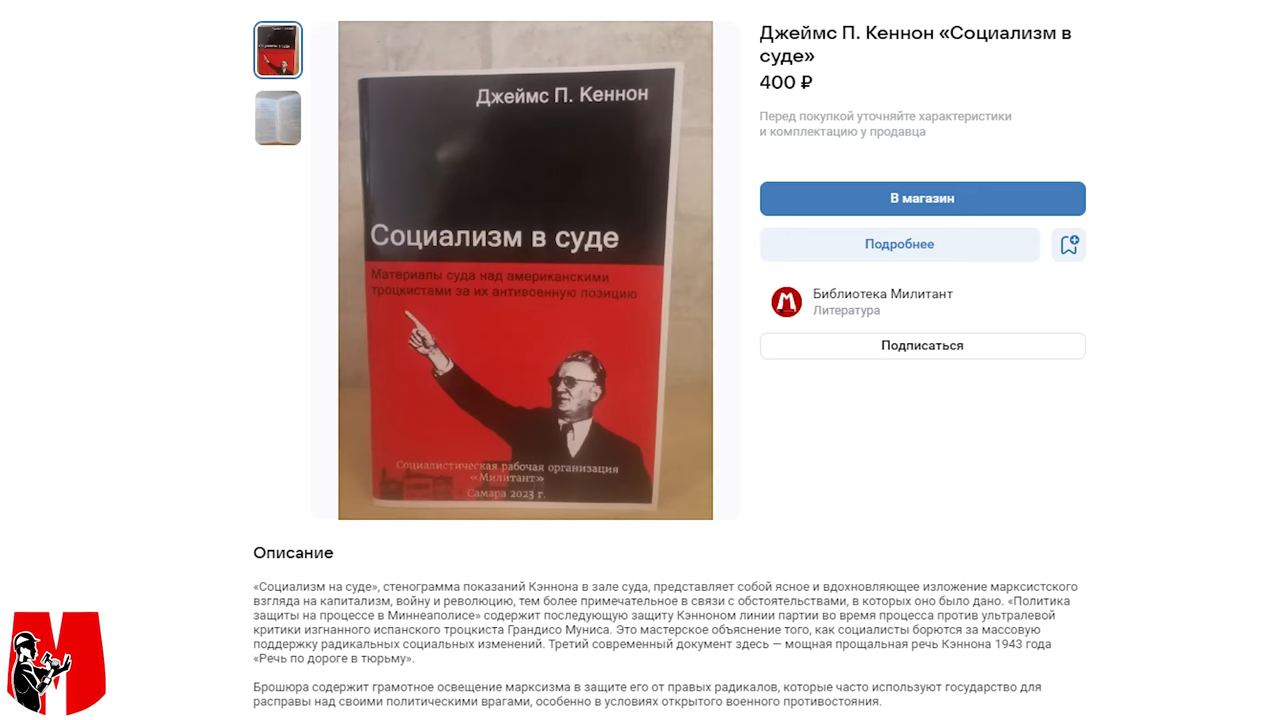 Джеймс П. Кеннон
Социализм в суде
Материалы суда над американскими
троцкистами за их антивоенную позицию
Социалистическая рабочая организация
«Милитант»
Самара 2023 г.
Джеймс П. Кеннон «Социализм в
суде»
400 ₽
Перед покупкой уточняйте характеристики
и комплектацию у продавца
В магазин
Подробнее
Библиотека Милитант
Литература
Подписаться
Описание
«Социализм на суде», стенограмма показаний Кэннона в зале суда, представляет собой ясное и вдохновляющее изложение марксистского
взгляда на капитализм, войну и революцию, тем более примечательное в связи с обстоятельствами, в которых оно было дано. «Политика
защиты на процессе в Миннеаполисе» содержит последующую защиту Кэнноном линии партии во время процесса против ультралевой
критики изгнанного испанского троцкиста Грандисо Муниса. Это мастерское объяснение того, как социалисты борются за массовую
поддержку радикальных социальных изменений. Третий современный документ здесь — мощная прощальная речь Кэннона 1943 года
«Речь по дороге в тюрьму».
Брошюра содержит грамотное освещение марксизма в защите его от правых радикалов, которые часто используют государство для
расправы над своими политическими врагами, особенно в условиях открытого военного противостояния.